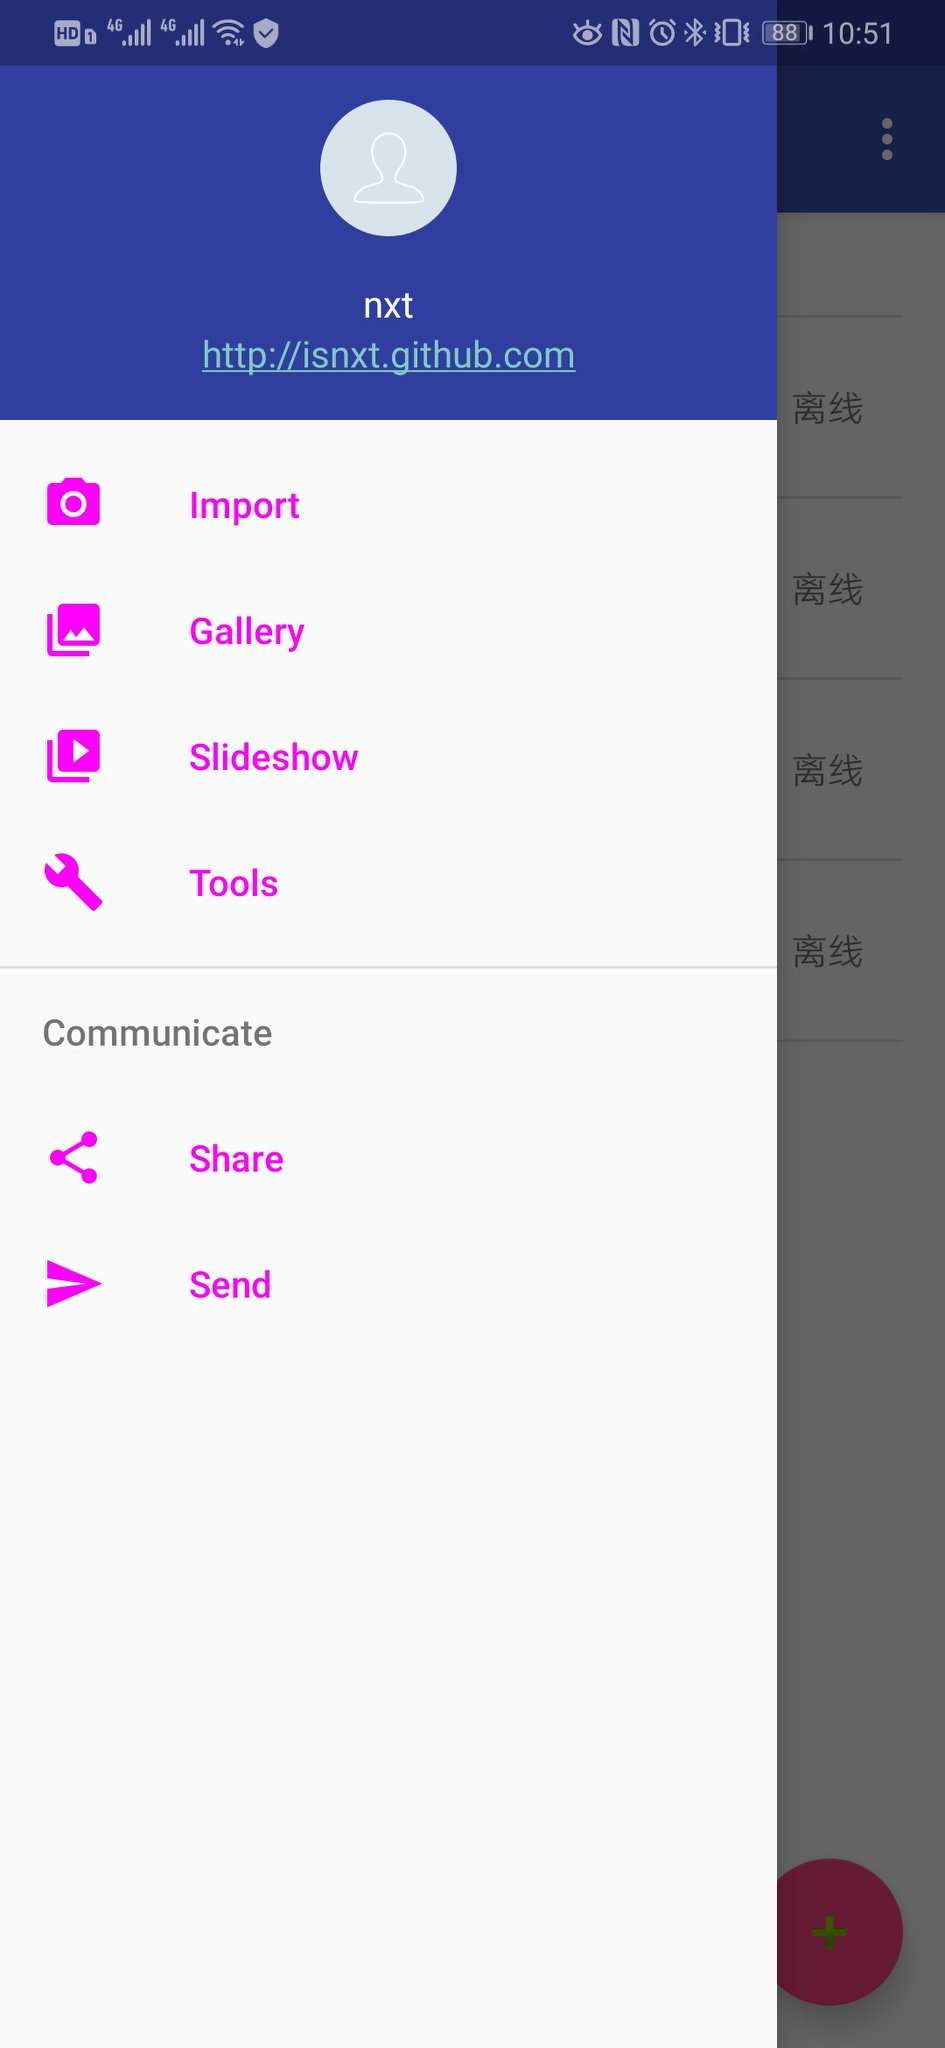 HD 1 4G 4G 88 10:51
nxt
http://isnxt.github.com
离线
Import
离线
Gallery
离线
Slideshow
Tools
离线
Communicate
Share
Send